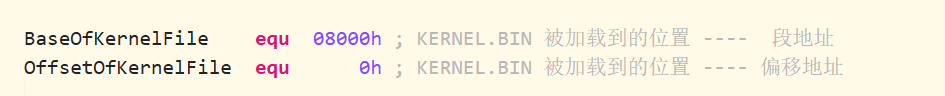 BaseOfKernelFile    equ  08000h ; KERNEL.BIN 被加载到的位置 ----  段地址
OffsetOfKernelFile  equ      0h ; KERNEL.BIN 被加载到的位置 ---- 偏移地址